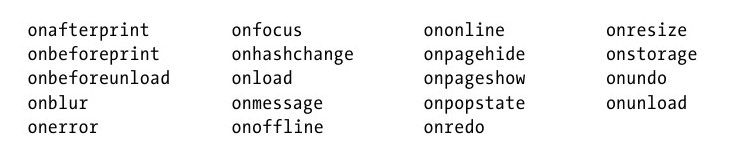 onafterprint onfocus ononline onresize
onbeforeprint onhashchange onpagehide onstorage
onbeforeunload onload onpageshow onundo
onblur onmessage onpopstate onunload
onerror onoffline onredo